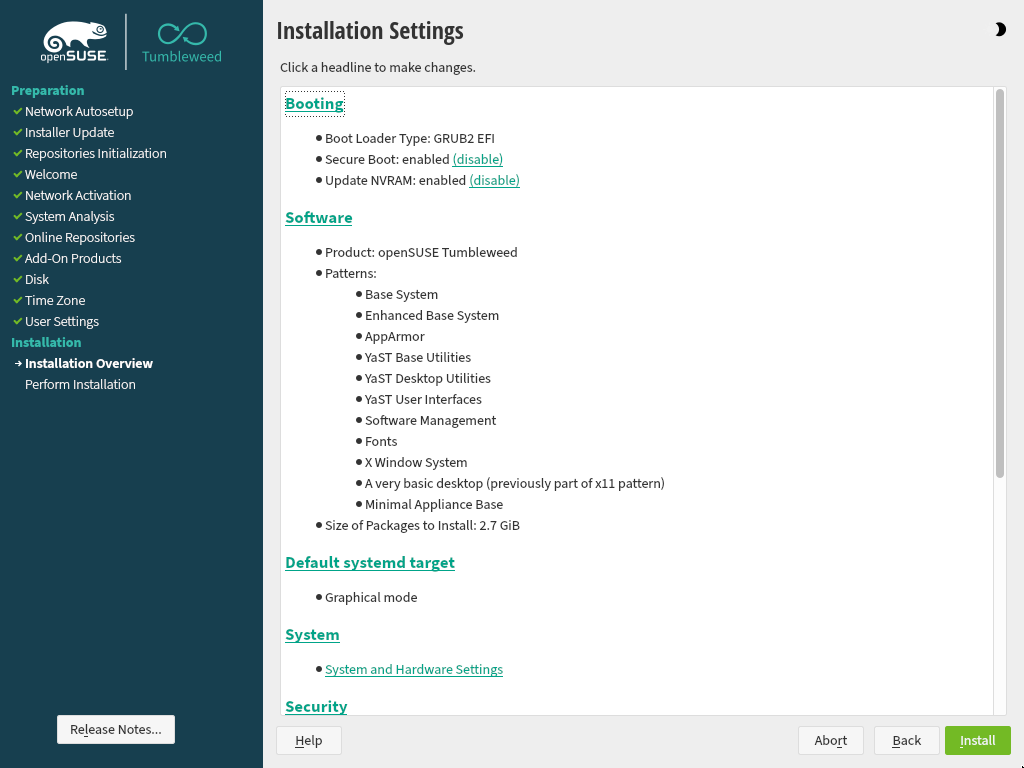 openSUSE
Tumbleweed
Preparation
Network Autosetup
Installer Update
Repositories Initialization
Welcome
Network Activation
System Analysis
Online Repositories
Add-On Products
Disk
Time Zone
User Settings
Installation
Installation Overview
Perform Installation
Release Notes...
Installation Settings
Click a headline to make changes.
Booting
Boot Loader Type: GRUB2 EFI
Secure Boot: enabled (disable)
Update NVRAM: enabled (disable)
Software
Product: openSUSE Tumbleweed
Patterns:
Base System
Enhanced Base System
AppArmor
YaST Base Utilities
YaST Desktop Utilities
YaST User Interfaces
Software Management
Fonts
X Window System
A very basic desktop (previously part of x11 pattern)
Minimal Appliance Base
Size of Packages to Install: 2.7 GiB
Default systemd target
Graphical mode
System
System and Hardware Settings
Security
Help
Abort
Back
Install